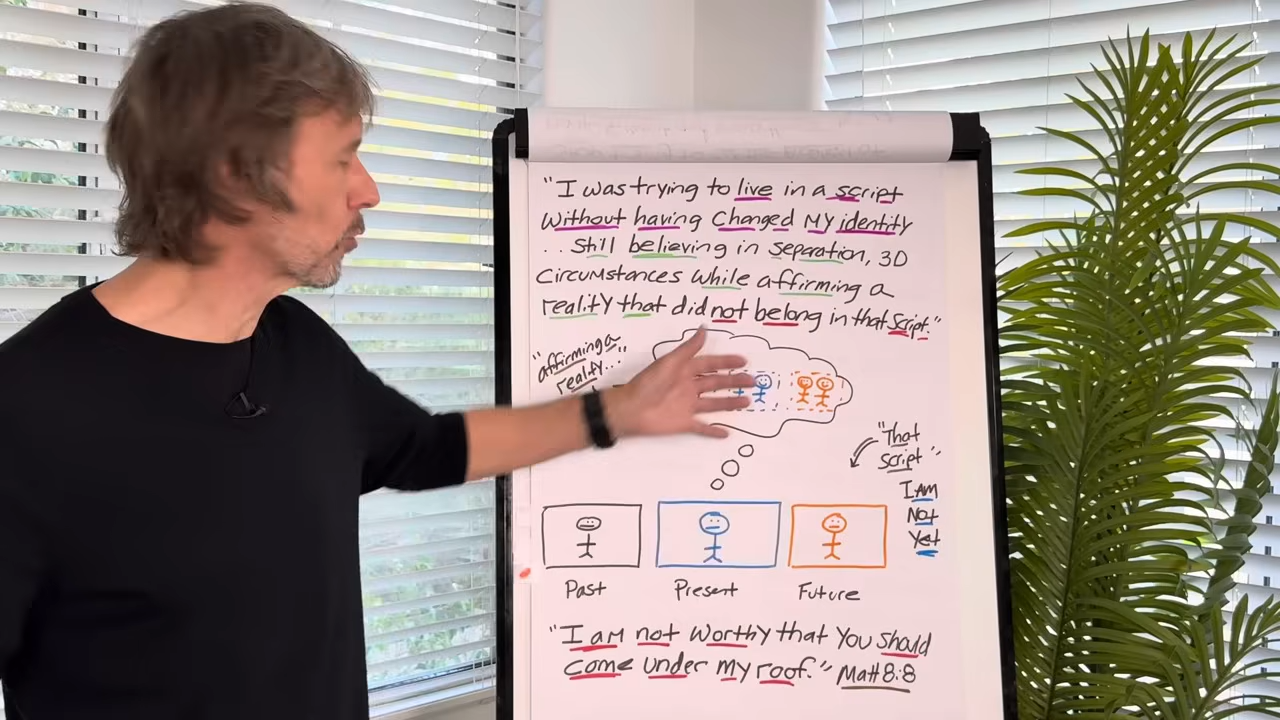 "I was trying to live in a script
without having changed my identity
... still believing in separation, 3D
circumstances while affirming a
reality that did not belong in that script."
"affirming a
reality..."
"That
script"
I AM
Not
Yet
Past Present Future
"I am not worthy that you should
come under my roof." Matt 8:8